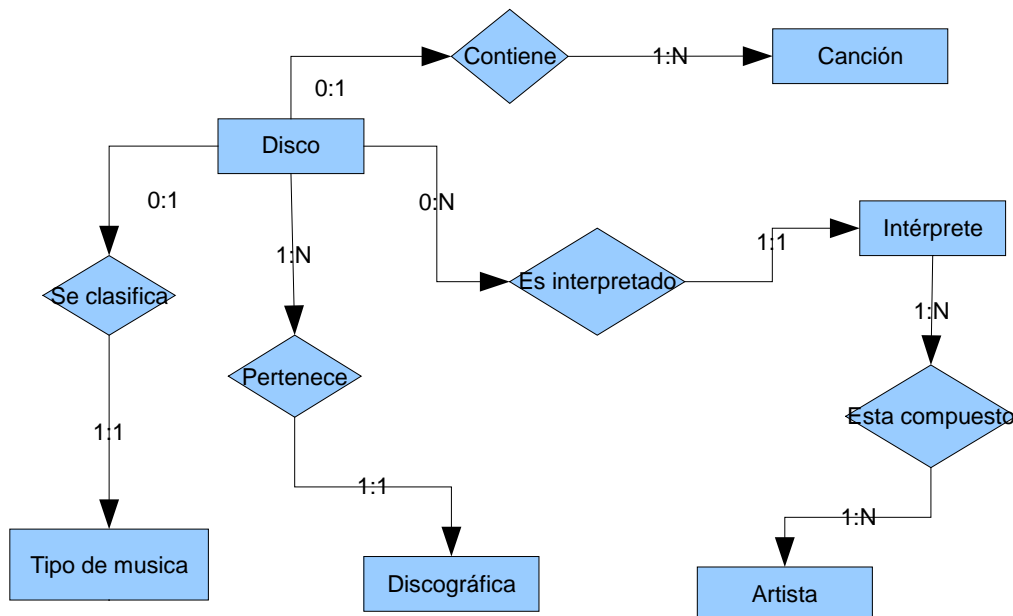 Contiene
1:N
Canción
0:1
Disco
0:1
0:N
Intérprete
1:N
1:1
Es interpretado
Se clasifica
1:N
Pertenece
Esta compuesto
1:1
1:1
1:N
Tipo de musica
Discográfica
Artista